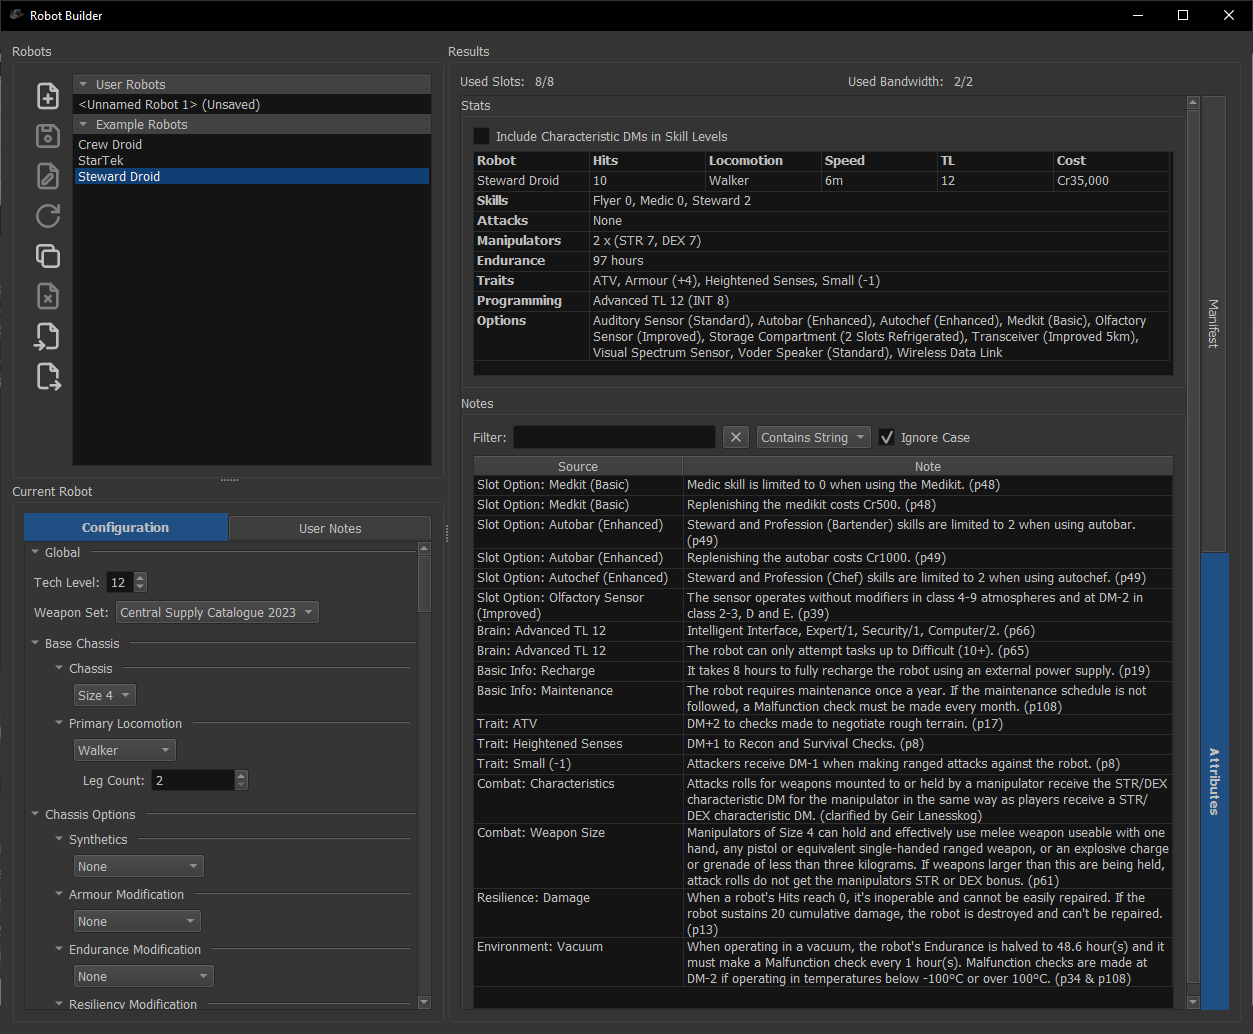 Robot Builder
Robots
User Robots
<Unnamed Robot 1> (Unsaved)
Example Robots
Crew Droid
StarTek
Steward Droid
Current Robot
Configuration
User Notes
Global
Tech Level: 12
Weapon Set: Central Supply Catalogue 2023
Base Chassis
Chassis
Size 4
Primary Locomotion
Walker
Leg Count: 2
Chassis Options
Synthetics
None
Armour Modification
None
Endurance Modification
None
Resiliency Modification
Results
Used Slots: 8/8
Used Bandwidth: 2/2
Stats
Include Characteristic DMs in Skill Levels
Robot Hits Locomotion Speed TL Cost
Steward Droid 10 Walker 6m 12 Cr35,000
Skills Flyer 0, Medic 0, Steward 2
Attacks None
Manipulators 2 x (STR 7, DEX 7)
Endurance 97 hours
Traits ATV, Armour (+4), Heightened Senses, Small (-1)
Programming Advanced TL 12 (INT 8)
Options Auditory Sensor (Standard), Autobar (Enhanced), Autochef (Enhanced), Medkit (Basic), Olfactory
Sensor (Improved), Storage Compartment (2 Slots Refrigerated), Transceiver (Improved 5km),
Visual Spectrum Sensor, Voder Speaker (Standard), Wireless Data Link
Notes
Filter: Contains String Ignore Case
Source Note
Slot Option: Medkit (Basic) Medic skill is limited to 0 when using the Medikit. (p48)
Slot Option: Medkit (Basic) Replenishing the medikit costs Cr500. (p48)
Slot Option: Autobar (Enhanced) Steward and Profession (Bartender) skills are limited to 2 when using autobar.
(p49)
Slot Option: Autobar (Enhanced) Replenishing the autobar costs Cr1000. (p49)
Slot Option: Autochef (Enhanced) Steward and Profession (Chef) skills are limited to 2 when using autochef. (p49)
Slot Option: Olfactory Sensor The sensor operates without modifiers in class 4-9 atmospheres and at DM-2 in
(Improved) class 2-3, D and E. (p39)
Brain: Advanced TL 12 Intelligent Interface, Expert/1, Security/1, Computer/2. (p66)
Brain: Advanced TL 12 The robot can only attempt tasks up to Difficult (10+). (p65)
Basic Info: Recharge It takes 8 hours to fully recharge the robot using an external power supply. (p19)
Basic Info: Maintenance The robot requires maintenance once a year. If the maintenance schedule is not
followed, a Malfunction check must be made every month. (p108)
Trait: ATV DM+2 to checks made to negotiate rough terrain. (p17)
Trait: Heightened Senses DM+1 to Recon and Survival Checks. (p8)
Trait: Small (-1) Attackers receive DM-1 when making ranged attacks against the robot. (p8)
Combat: Characteristics Attacks rolls for weapons mounted to or held by a manipulator receive the STR/DEX
characteristic DM for the manipulator in the same way as players receive a STR/
DEX characteristic DM. (clarified by Geir Lanesskog)
Combat: Weapon Size Manipulators of Size 4 can hold and effectively use melee weapon useable with one
hand, any pistol or equivalent single-handed ranged weapon, or an explosive charge
or grenade of less than three kilograms. If weapons larger than this are being held,
attack rolls do not get the manipulators STR or DEX bonus. (p61)
Resilience: Damage When a robot's Hits reach 0, it's inoperable and cannot be easily repaired. If the
robot sustains 20 cumulative damage, the robot is destroyed and can't be repaired.
(p13)
Environment: Vacuum When operating in a vacuum, the robot's Endurance is halved to 48.6 hour(s) and it
must make a Malfunction check every 1 hour(s). Malfunction checks are made at
DM-2 if operating in temperatures below -100°C or over 100°C. (p34 & p108)
Manifest
Attributes